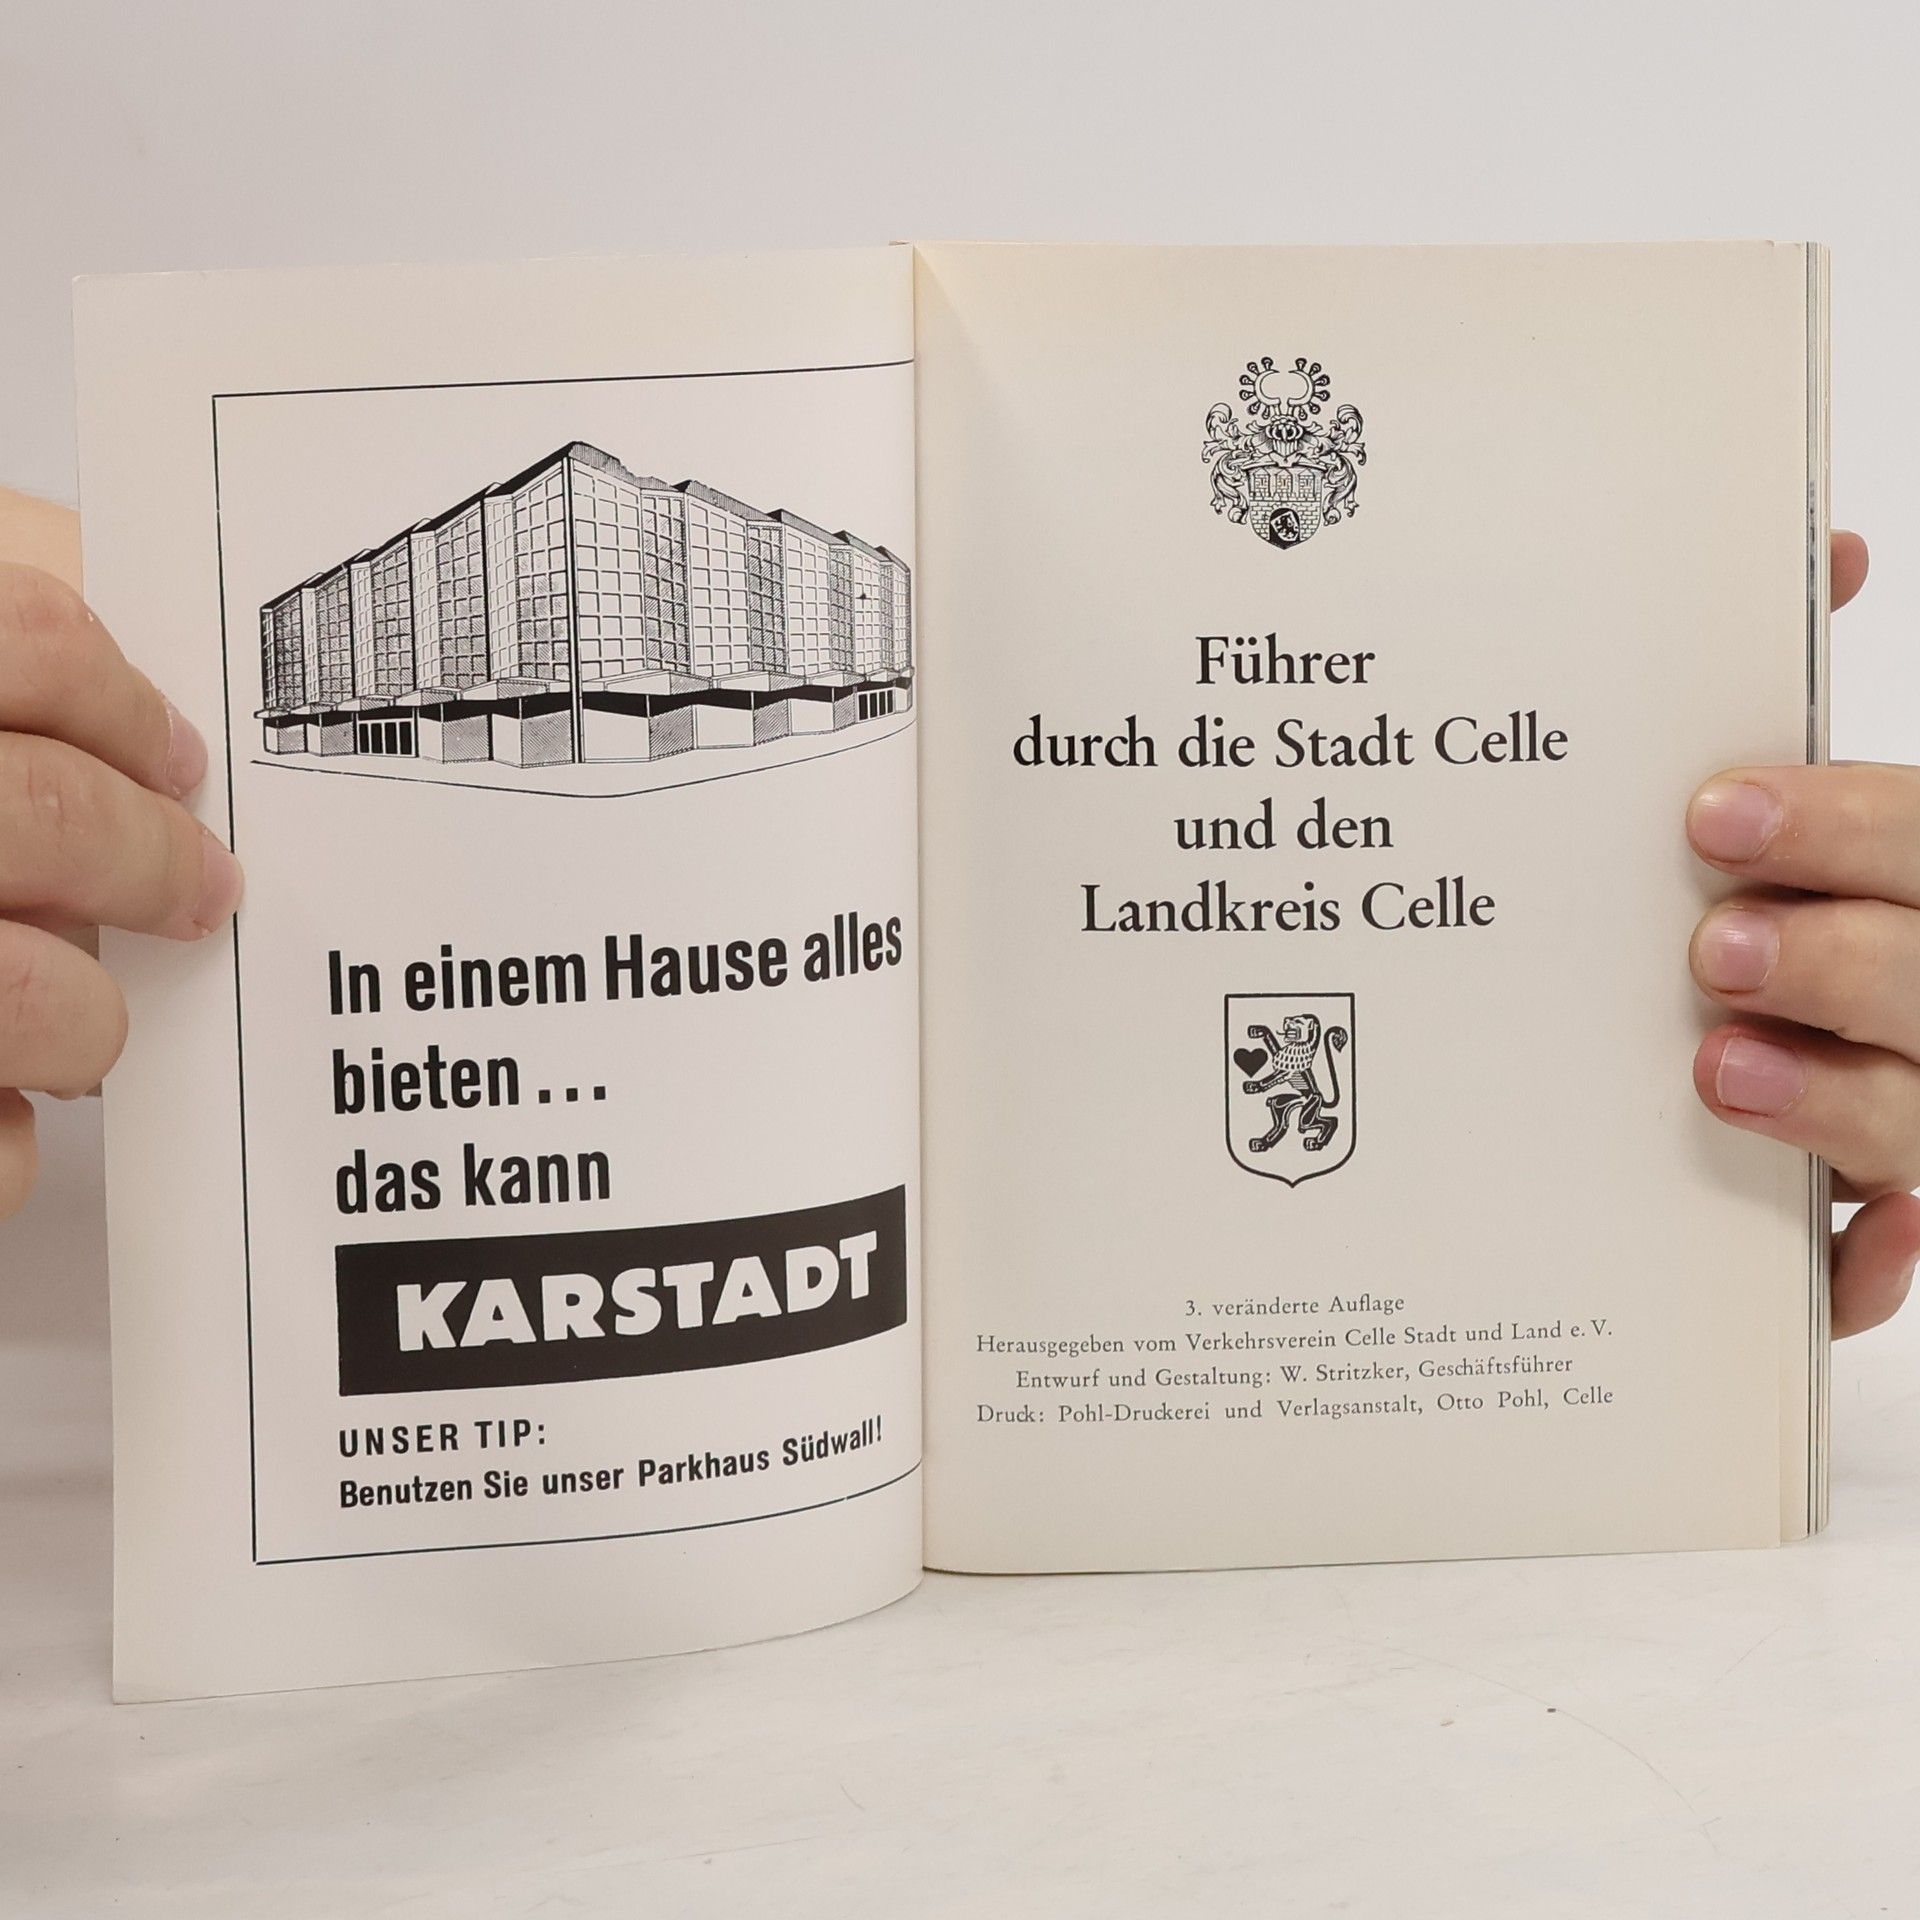 In einem Hause alles
bieten...
das kann
KARSTADT
UNSER TIP:
Benutzen Sie unser Parkhaus Südwall!
Führer
durch die Stadt Celle
und den
Landkreis Celle
3. veränderte Auflage
Herausgegeben vom Verkehrsverein Celle Stadt und Land e. V.
Entwurf und Gestaltung: W. Stritzker, Geschäftsführer
Druck: Pohl-Druckerei und Verlagsanstalt, Otto Pohl, Celle